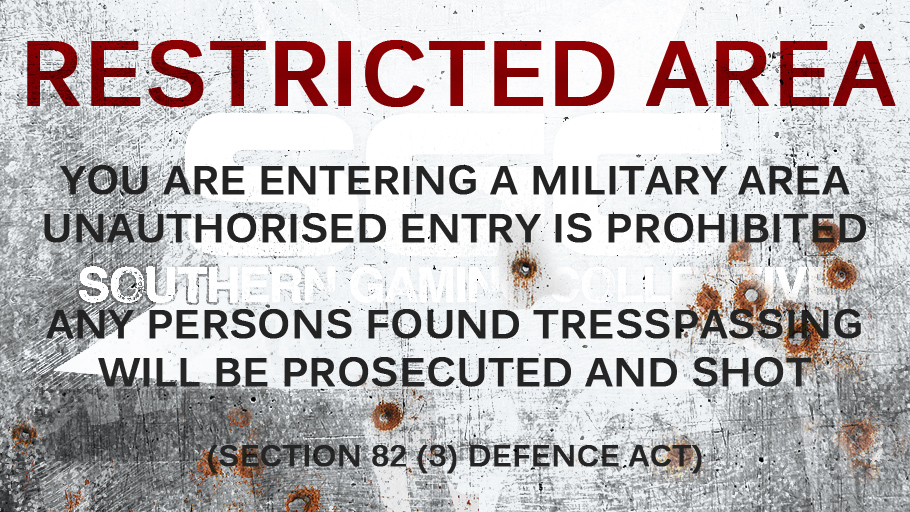 RESTRICTED AREA
SGC
YOU ARE ENTERING A MILITARY AREA
UNAUTHORISED ENTRY IS PROHIBITED
SOUTHERN GAMING COLLECTIVE
ANY PERSONS FOUND TRESSPASSING
WILL BE PROSECUTED AND SHOT
(SECTION 82 (3) DEFENCE ACT)